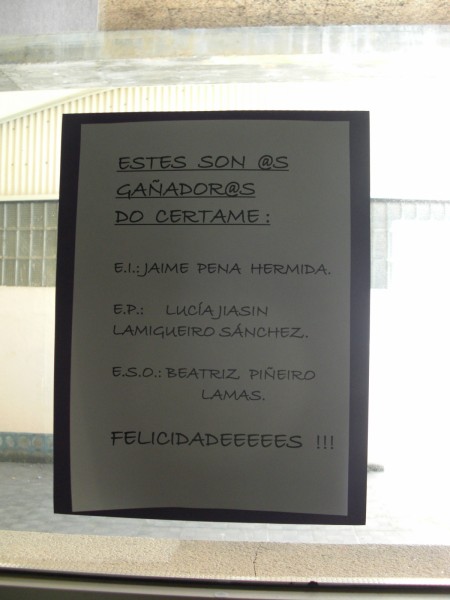 ESTES SON @S
GAÑADOR@S
DO CERTAME:
E.I.: JAIME PENA HERMIDA.
E.P.: LUCÍA JIASIN
LAMIGUEIRO SÁNCHEZ.
E.S.O.: BEATRIZ PIÑEIRO
LAMAS.
FELICIDADEEEEES !!!